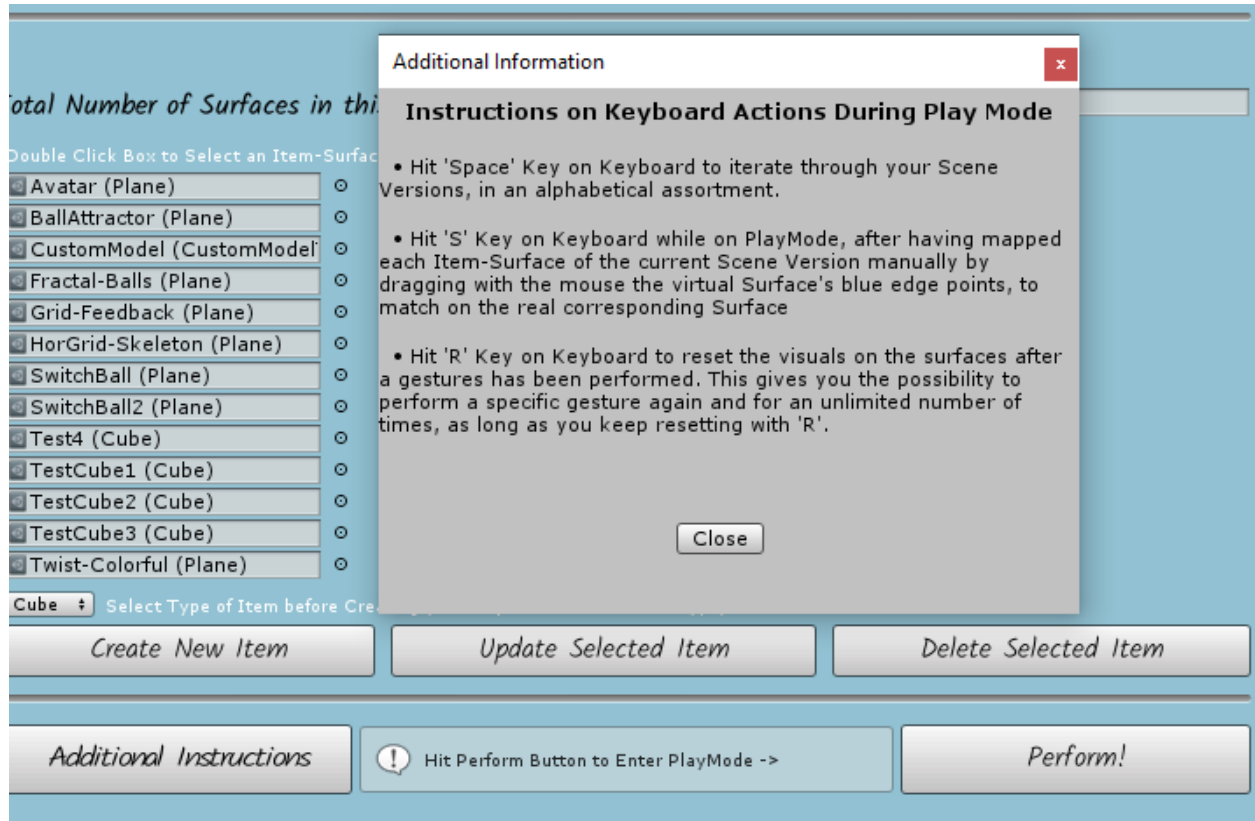 Additional Information
x
otal Number of Surfaces in thi
Instructions on Keyboard Actions During Play Mode
Double Click Box to Select an Item-Surfac
• Hit 'Space' Key on Keyboard to iterate through your Scene
Versions, in an alphabetical assortment.
• Hit 'S' Key on Keyboard while on PlayMode, after having mapped
each Item-Surface of the current Scene Version manually by
dragging with the mouse the virtual Surface's blue edge points, to
match on the real corresponding Surface
• Hit 'R' Key on Keyboard to reset the visuals on the surfaces after
a gestures has been performed. This gives you the possibility to
perform a specific gesture again and for an unlimited number of
times, as long as you keep resetting with 'R'.
Close
Avatar (Plane)
BallAttractor (Plane)
CustomModel (CustomModel
Fractal-Balls (Plane)
Grid-Feedback (Plane)
HorGrid-Skeleton (Plane)
SwitchBall (Plane)
SwitchBall2 (Plane)
Test4 (Cube)
TestCube1 (Cube)
TestCube2 (Cube)
TestCube3 (Cube)
Twist-Colorful (Plane)
Cube Select Type of Item before Cre
Create New Item
Update Selected Item
Delete Selected Item
Additional Instructions
Hit Perform Button to Enter PlayMode ->
Perform!